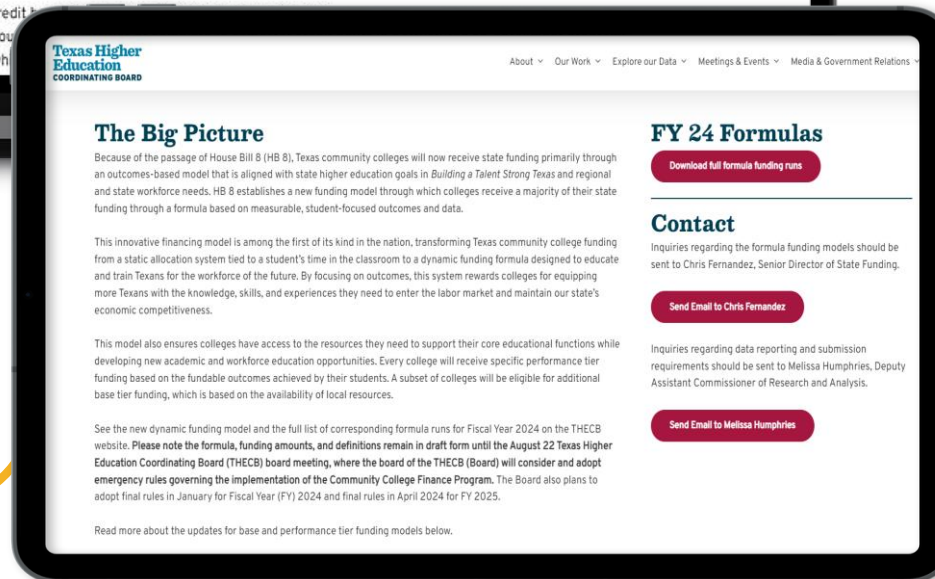 redit
ou
Texas Higher
Education
COORDINATING BOARD
About Our Work Explore our Data Meetings & Events Media & Government Relations
The Big Picture
Because of the passage of House Bill 8 (HB 8), Texas community colleges will now receive state funding primarily through
an outcomes-based model that is aligned with state higher education goals in Building a Talent Strong Texas and regional
and state workforce needs. HB 8 establishes a new funding model through which colleges receive a majority of their state
funding through a formula based on measurable, student-focused outcomes and data.
This innovative financing model is among the first of its kind in the nation, transforming Texas community college funding
from a static allocation system tied to a student's time in the classroom to a dynamic funding formula designed to educate
and train Texans for the workforce of the future. By focusing on outcomes, this system rewards colleges for equipping
more Texans with the knowledge, skills, and experiences they need to enter the labor market and maintain our state's
economic competitiveness.
This model also ensures colleges have access to the resources they need to support their core educational functions while
developing new academic and workforce education opportunities. Every college will receive specific performance tier
funding based on the fundable outcomes achieved by their students. A subset of colleges will be eligible for additional
base tier funding, which is based on the availability of local resources.
See the new dynamic funding model and the full list of corresponding formula runs for Fiscal Year 2024 on the THECB
website. Please note the formula, funding amounts, and definitions remain in draft form until the August 22 Texas Higher
Education Coordinating Board (THECB) board meeting, where the board of the THECB (Board) will consider and adopt
emergency rules governing the implementation of the Community College Finance Program. The Board also plans to
adopt final rules in January for Fiscal Year (FY) 2024 and final rules in April 2024 for FY 2025.
Read more about the updates for base and performance tier funding models below.
FY 24 Formulas
Download full formula funding runs
Contact
Inquiries regarding the formula funding models should be
sent to Chris Fernandez, Senior Director of State Funding.
Send Email to Chris Fernandez
Inquiries regarding data reporting and submission
requirements should be sent to Melissa Humphries, Deputy
Assistant Commissioner of Research and Analysis.
Send Email to Melissa Humphries